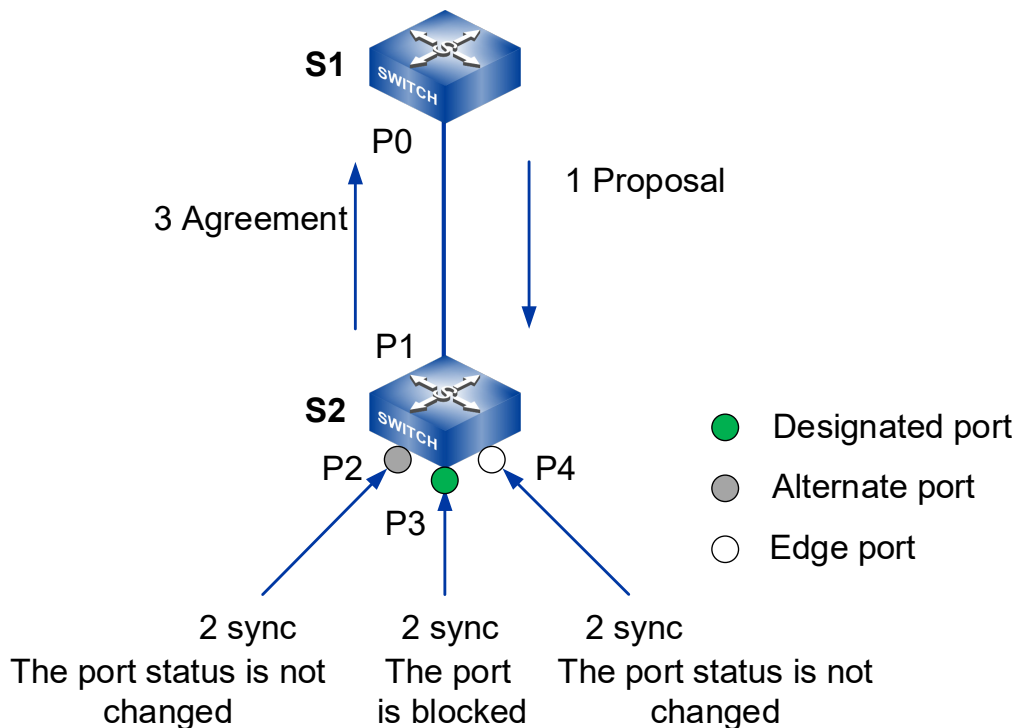 S1
SWITCH
P0
1 Proposal
3 Agreement
P1
S2
SWITCH
P2
P4
P3
Designated port
Alternate port
Edge port
2 sync
The port status is not
changed
2 sync
The port
is blocked
2 sync
The port status is not
changed